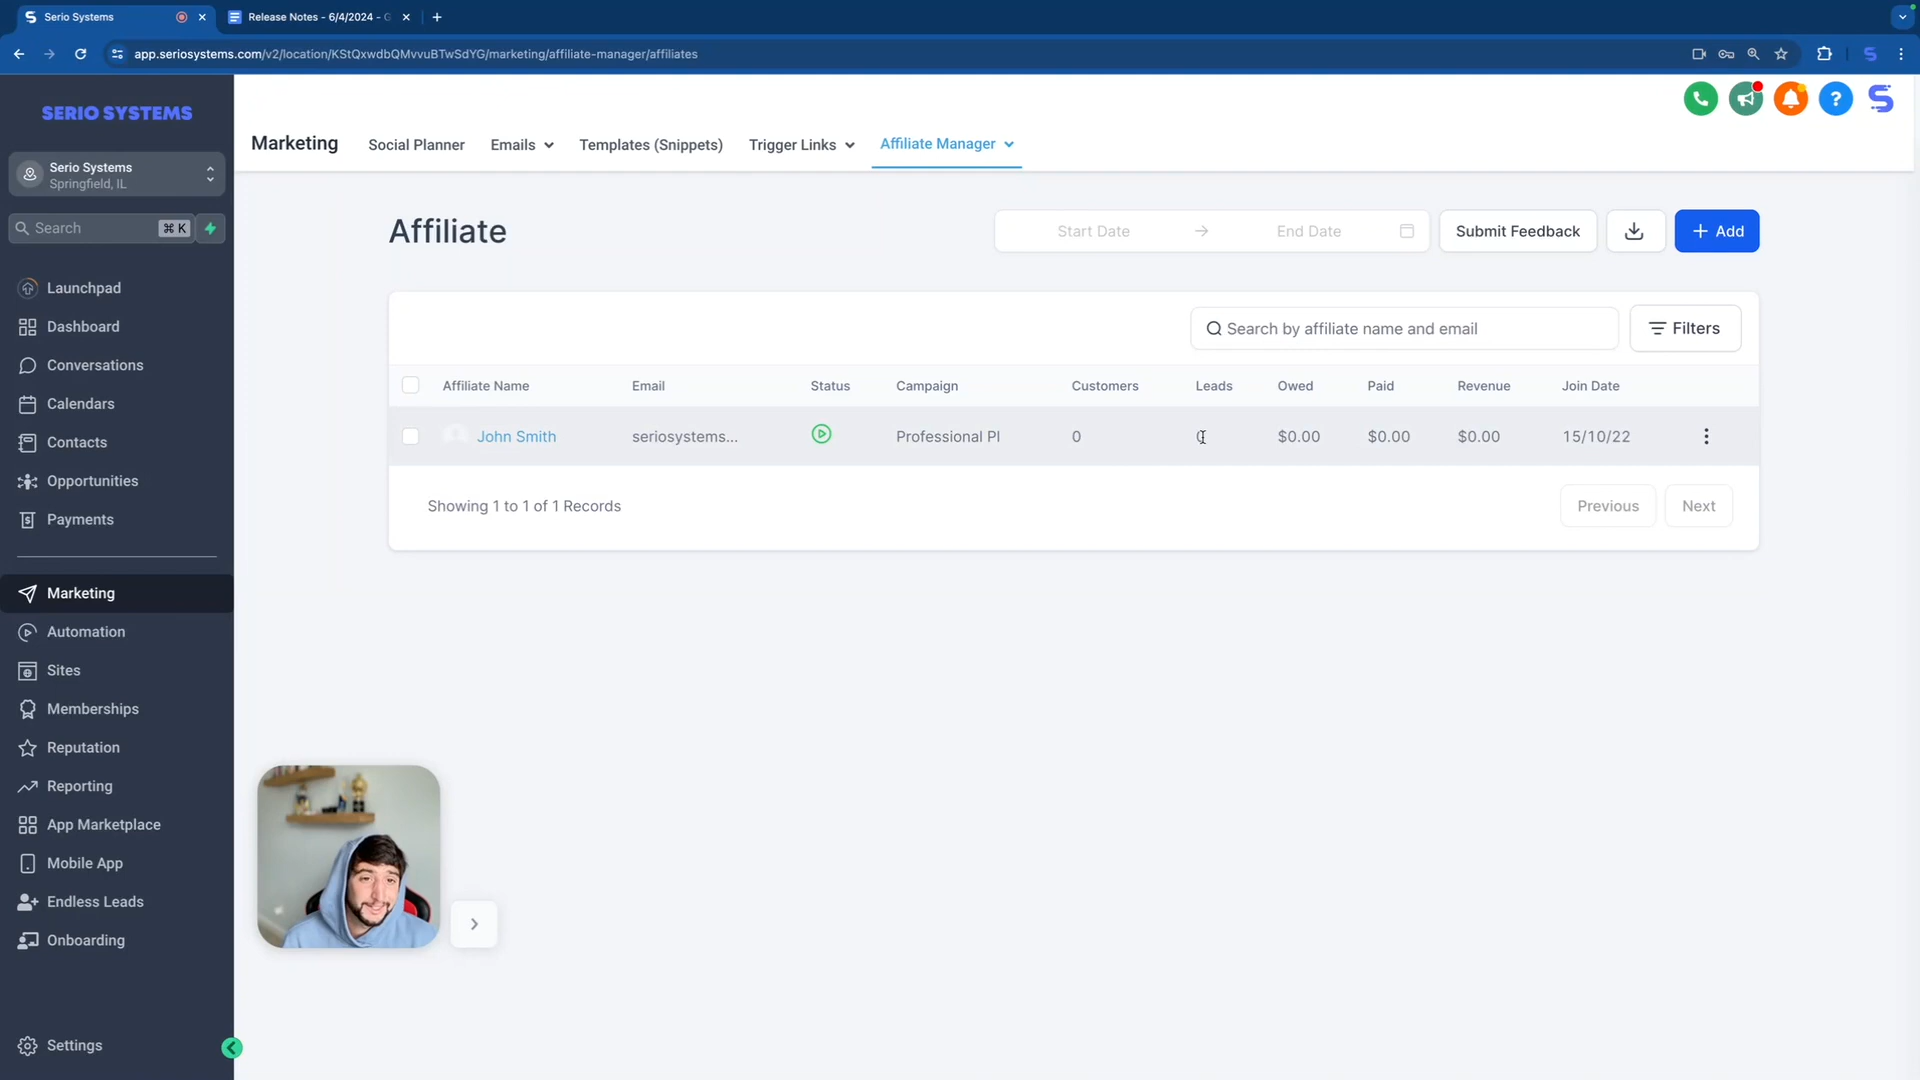 Serio Systems
Release Notes - 6/4/2024 - G
app.seriosystems.com/v2/location/KStQxwdbQMvvuBTwSdYG/marketing/affiliate-manager/affiliates
SERIO SYSTEMS
Serio Systems
Springfield, IL
Search ⌘ K
Launchpad
Dashboard
Conversations
Calendars
Contacts
Opportunities
Payments
Marketing
Automation
Sites
Memberships
Reputation
Reporting
App Marketplace
Mobile App
Endless Leads
Onboarding
Settings
Marketing Social Planner Emails Templates (Snippets) Trigger Links Affiliate Manager
Affiliate
Start Date → End Date Submit Feedback + Add
Search by affiliate name and email Filters
Affiliate Name Email Status Campaign Customers Leads Owed Paid Revenue Join Date
John Smith seriosystems... Professional Pl 0 $0.00 $0.00 $0.00 15/10/22
Showing 1 to 1 of 1 Records
Previous Next